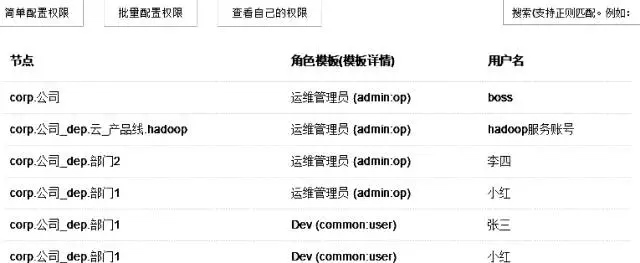 简单配置权限 批量配置权限 查看自己的权限 搜索(支持正则匹配。例如:
节点 角色模板(模板详情) 用户名
corp.公司 运维管理员 (admin:op) boss
corp.公司_dep.云_产品线.hadoop 运维管理员 (admin:op) hadoop服务账号
corp.公司_dep.部门2 运维管理员 (admin:op) 李四
corp.公司_dep.部门1 运维管理员 (admin:op) 小红
corp.公司_dep.部门1 Dev (common:user) 张三
corp.公司_dep.部门1 Dev (common:user) 小红